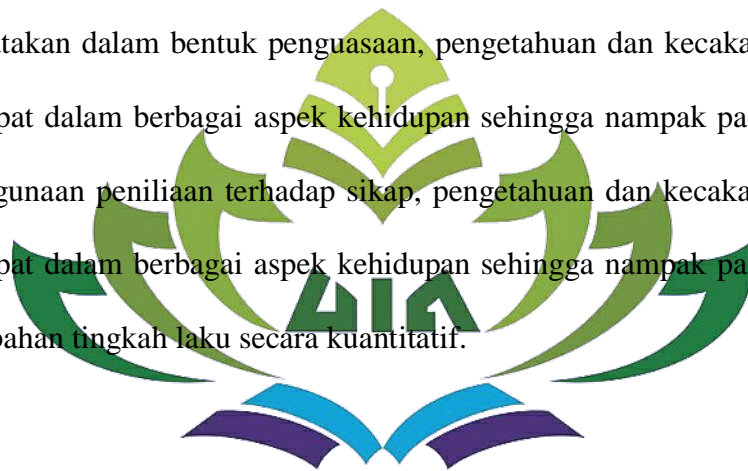 takan dalam bentuk penguasaan, pengetahuan dan kecaka
pat dalam berbagai aspek kehidupan sehingga nampak pa
gunaan peniliaan terhadap sikap, pengetahuan dan kecaka
pat dalam berbagai aspek kehidupan sehingga nampak pa
bahan tingkah laku secara kuantitatif.